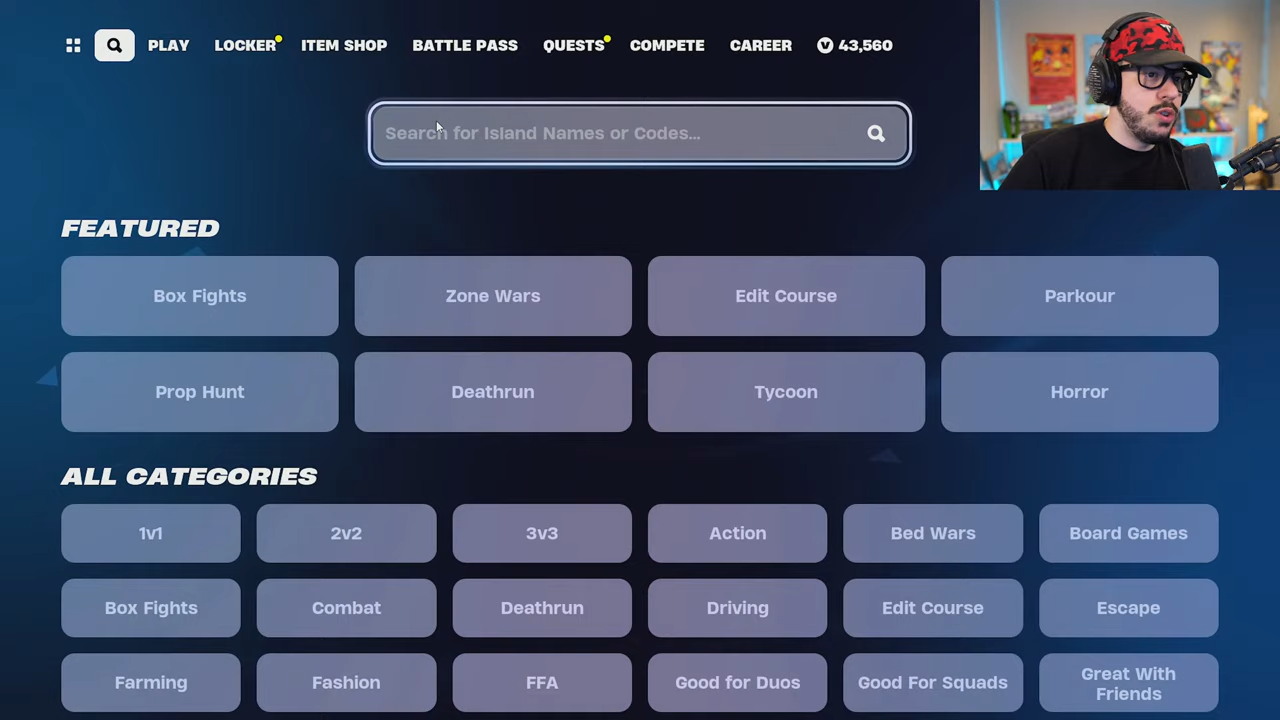 PLAY LOCKER ITEM SHOP BATTLE PASS QUESTS COMPETE CAREER V 43,560
Search for Island Names or Codes...
FEATURED
Box Fights Zone Wars Edit Course Parkour
Prop Hunt Deathrun Tycoon Horror
ALL CATEGORIES
1v1 2v2 3v3 Action Bed Wars Board Games
Box Fights Combat Deathrun Driving Edit Course Escape
Farming Fashion FFA Good for Duos Good For Squads Great With
Friends